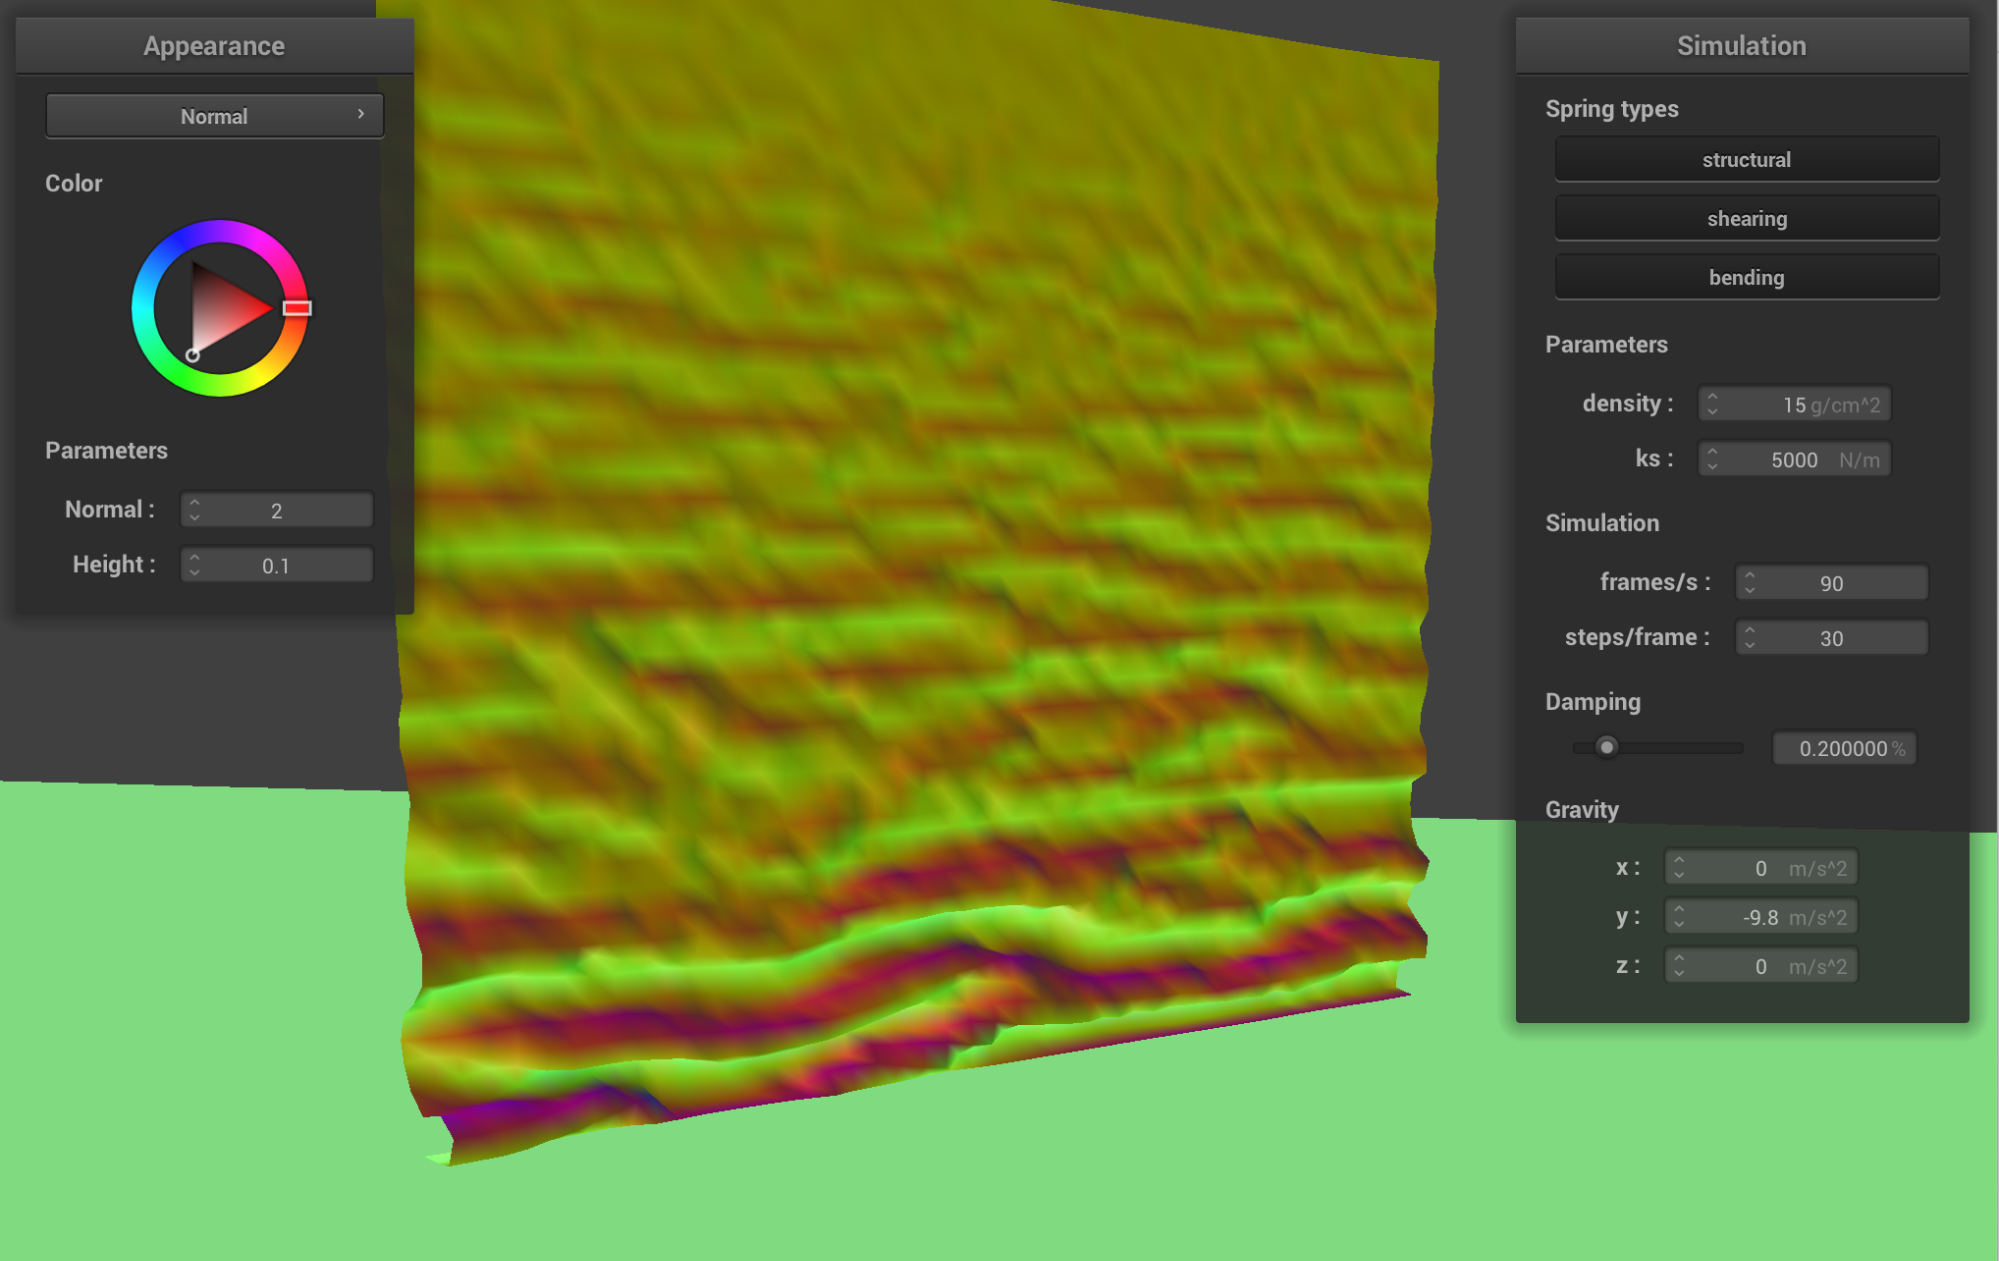 Appearance
Normal
Color
Parameters
Normal :
2
Height :
0.1
Simulation
Spring types
structural
shearing
bending
Parameters
density :
15 g/cm^2
ks :
5000 N/m
Simulation
frames/s :
90
steps/frame :
30
Damping
0.200000 %
Gravity
x :
0 m/s^2
y :
-9.8 m/s^2
z :
0 m/s^2